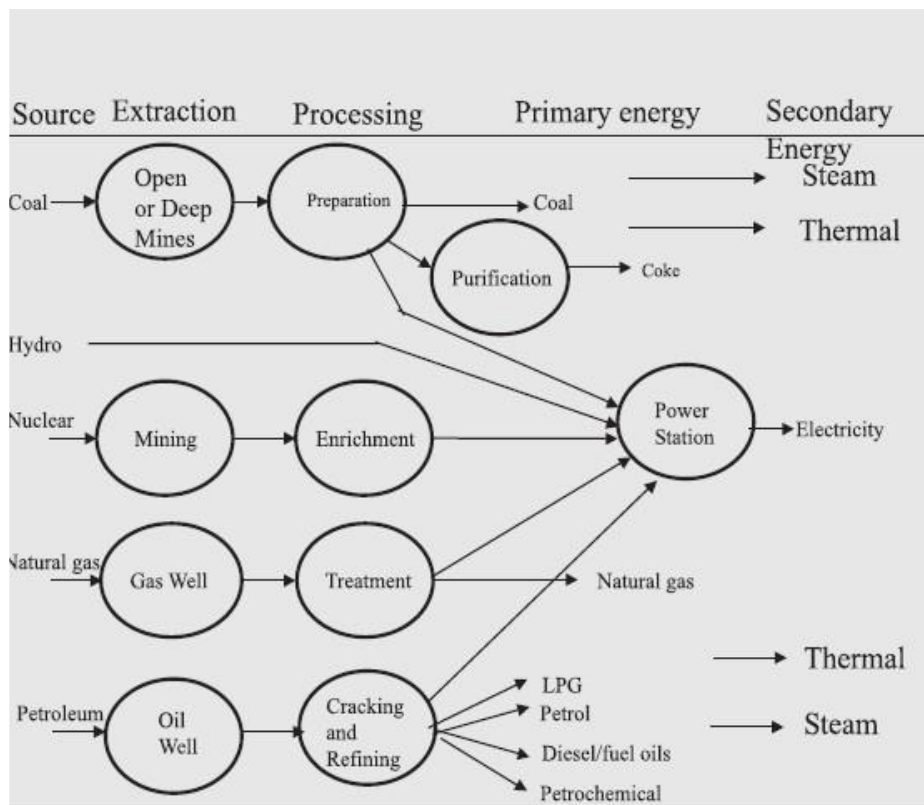 Source
Extraction
Processing
Primary energy
Secondary
Energy
Coal
Open
or Deep
Mines
Preparation
Coal
Steam
Thermal
Purification
Coke
Hydro
Nuclear
Mining
Enrichment
Power
Station
Electricity
Natural gas
Gas Well
Treatment
Natural gas
Thermal
Petroleum
Oil
Well
Cracking
and
Refining
LPG
Petrol
Diesel/fuel oils
Petrochemical
Steam